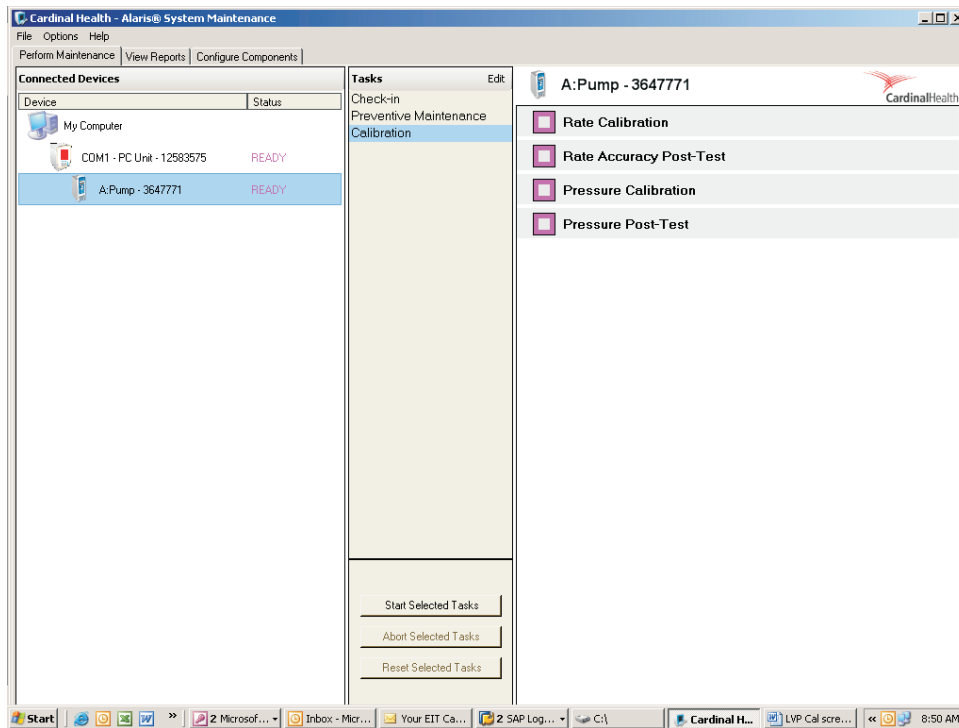 Cardinal Health - Alaris® System Maintenance
File Options Help
Perform Maintenance View Reports Configure Components
Connected Devices
Device Status
My Computer
COM1 - PC Unit - 12583575 READY
A:Pump - 3647771 READY
Tasks Edit
Check-in
Preventive Maintenance
Calibration
Start Selected Tasks
Abort Selected Tasks
Reset Selected Tasks
A:Pump - 3647771
CardinalHealth
Rate Calibration
Rate Accuracy Post-Test
Pressure Calibration
Pressure Post-Test
Start » 2 Microsof... Inbox - Micr... Your EIT Ca... 2 SAP Log... C:\ Cardinal H... LVP Cal scre... « 8:50 AM